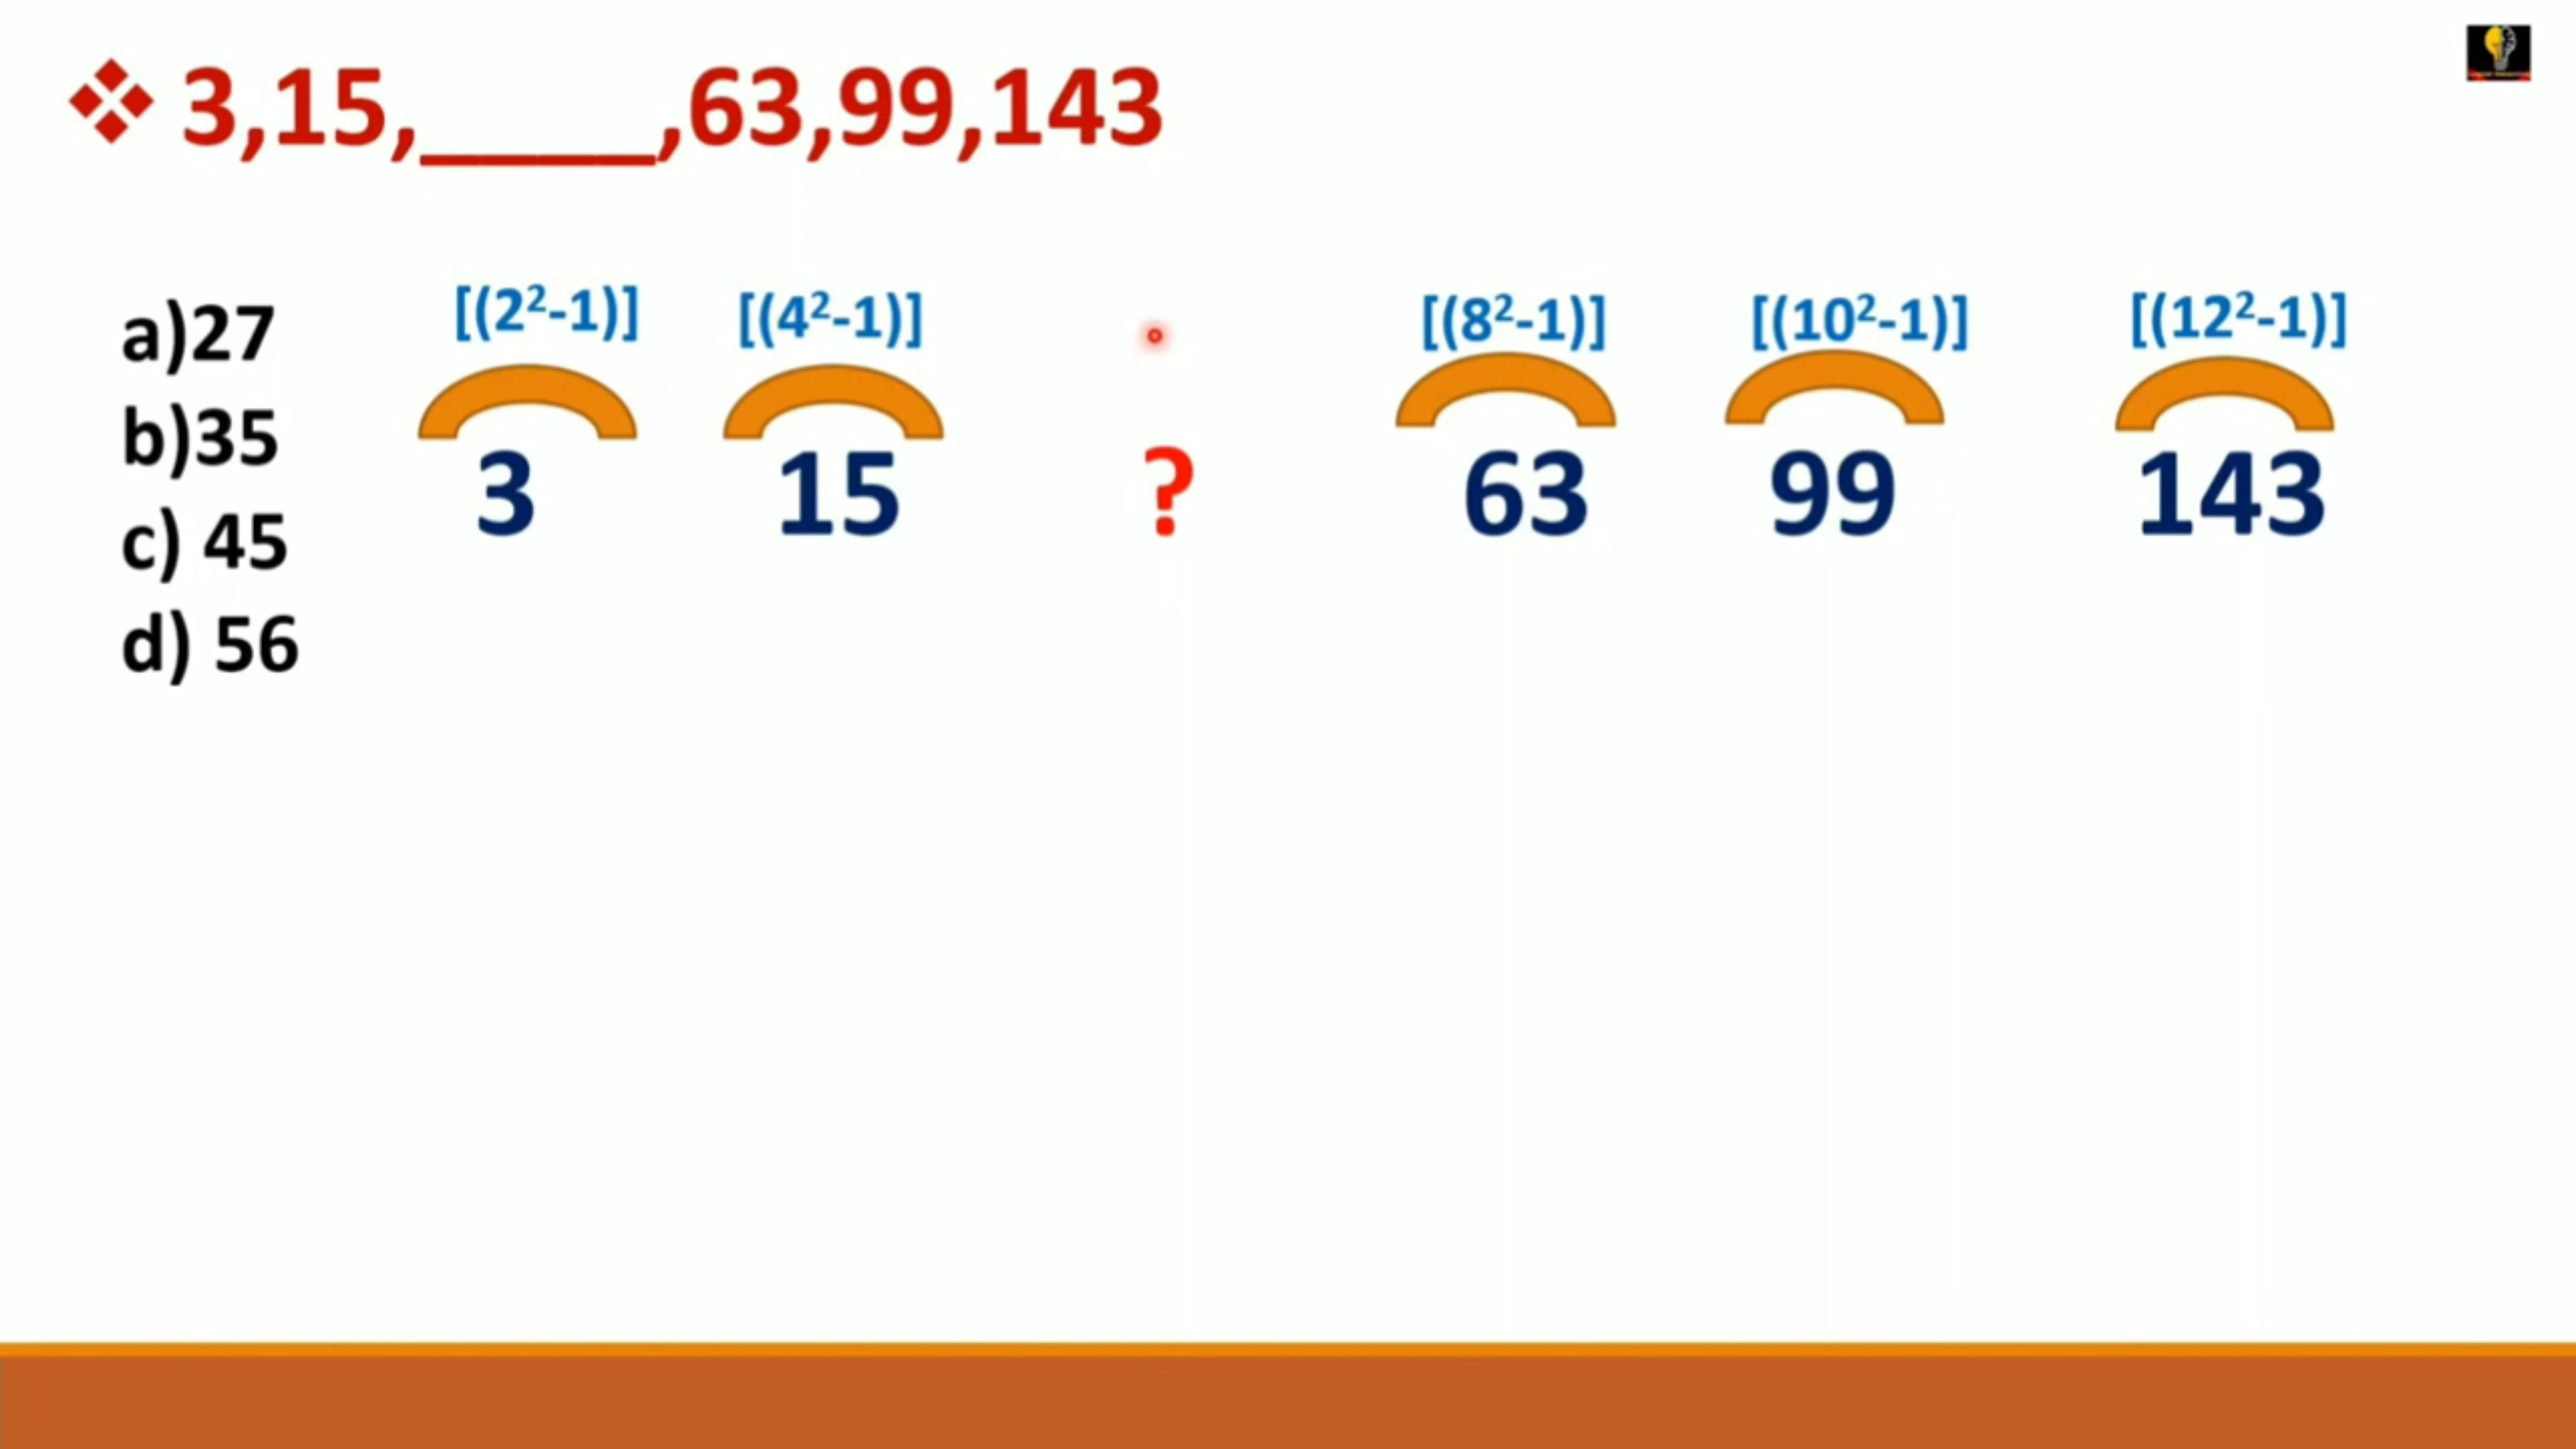 ❖ 3,15,____,63,99,143
a)27
b)35
c) 45
d) 56
[(2²-1)] [(4²-1)] [(8²-1)] [(10²-1)] [(12²-1)]
3 15 ? 63 99 143